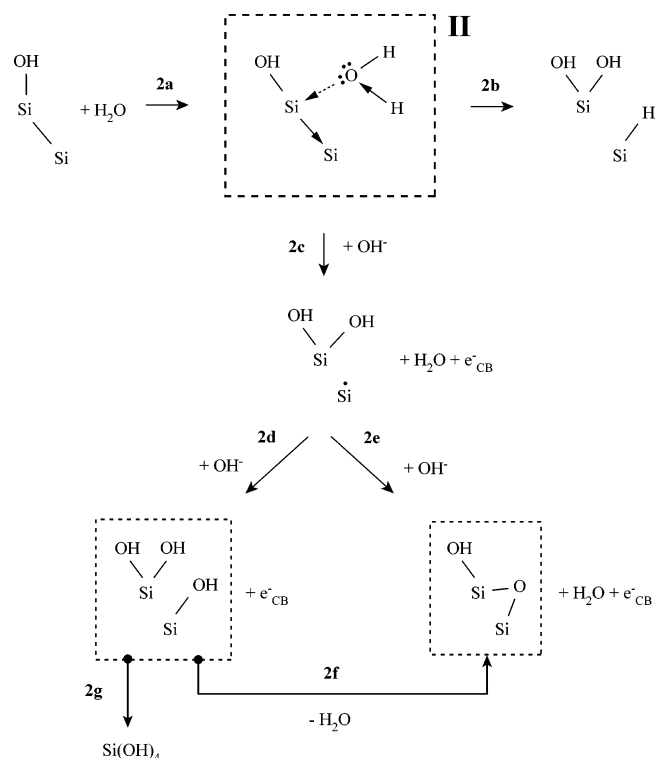 II
OH
Si
Si
+ H₂O
2a
OH
Si
Si
O
H
H
2b
OH OH
Si
H
Si
2c
+ OH⁻
OH
OH
Si
Si
+ H₂O + e⁻CB
2d
+ OH⁻
2e
+ OH⁻
OH OH
Si
OH
Si
+ e⁻CB
OH
Si
O
Si
+ H₂O + e⁻CB
2g
2f
- H₂O
Si(OH)₄